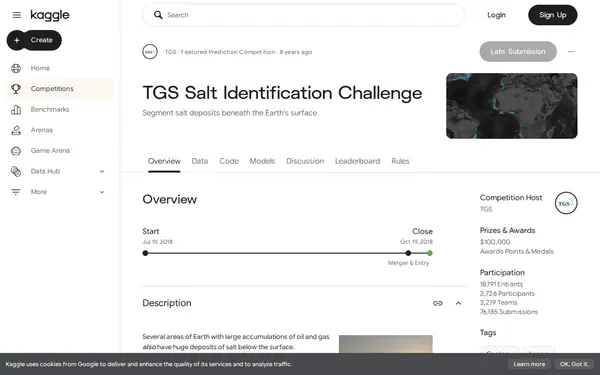 kaggle
Search
Login
Sign Up
Create
Home
Competitions
Benchmarks
Arenas
Game Arena
Data Hub
More
TGS · Featured Prediction Competition · 8 years ago
Late Submission
TGS Salt Identification Challenge
Segment salt deposits beneath the Earth's surface
Overview Data Code Models Discussion Leaderboard Rules
Overview
Start
Jul 19, 2018
Close
Oct 19, 2018
Merger & Entry
Description
Several areas of Earth with large accumulations of oil and gas
also have huge deposits of salt below the surface.
Competition Host
TGS
TGS
Prizes & Awards
$100,000
Awards Points & Medals
Participation
18,191 Entrants
3,726 Participants
3,219 Teams
76,185 Submissions
Tags
Kaggle uses cookies from Google to deliver and enhance the quality of its services and to analyze traffic.
Learn more
OK, Got it.